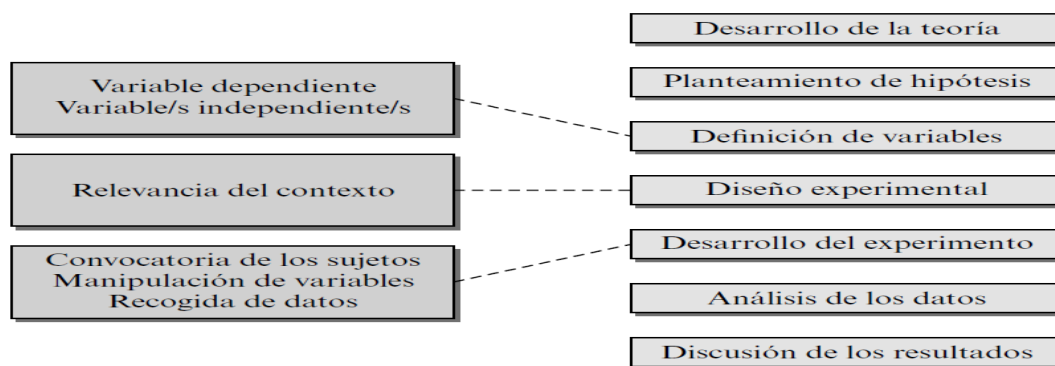 Variable dependiente
Variable/s independiente/s
Relevancia del contexto
Convocatoria de los sujetos
Manipulación de variables
Recogida de datos
Desarrollo de la teoría
Planteamiento de hipótesis
Definición de variables
Diseño experimental
Desarrollo del experimento
Análisis de los datos
Discusión de los resultados